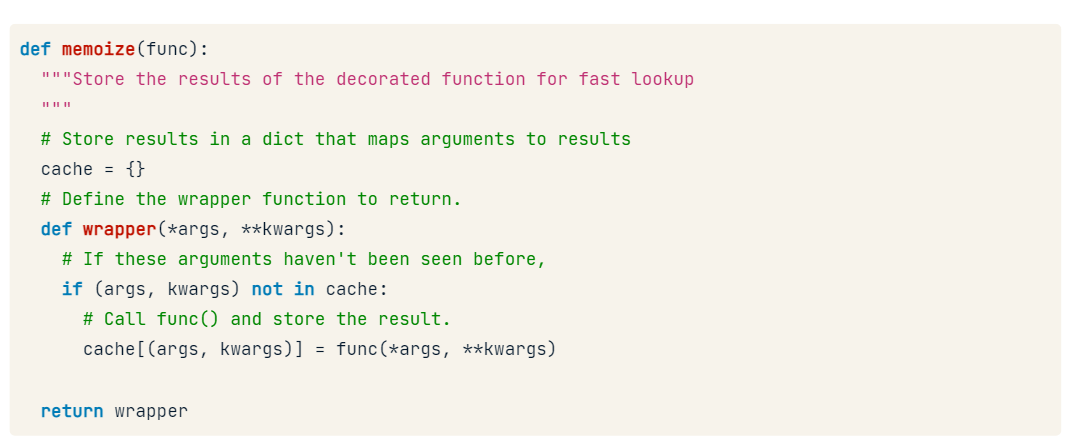 def memoize(func):
  """Store the results of the decorated function for fast lookup
  """
  # Store results in a dict that maps arguments to results
  cache = {}
  # Define the wrapper function to return.
  def wrapper(*args, **kwargs):
    # If these arguments haven't been seen before,
    if (args, kwargs) not in cache:
      # Call func() and store the result.
      cache[(args, kwargs)] = func(*args, **kwargs)

  return wrapper